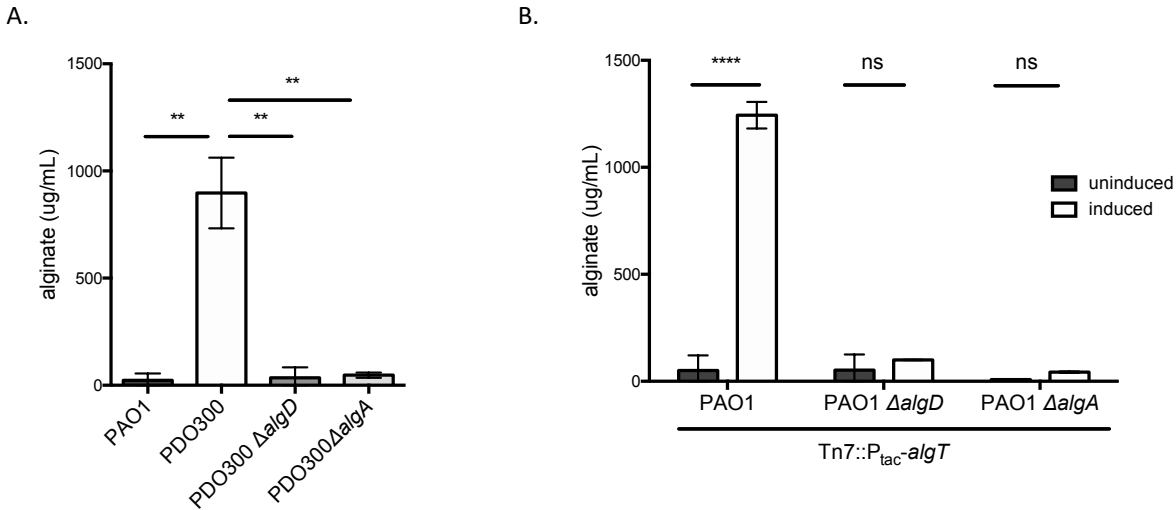 A.
1500
1000
500
0
alginate (ug/mL)
**
**
**
PAO1
PDO300
PDO300 ΔalgD
PDO300ΔalgA
B.
1500
1000
500
0
alginate (ug/mL)
****
ns
ns
uninduced
induced
PAO1
PAO1 ΔalgD
PAO1 ΔalgA
Tn7::Ptac-algT